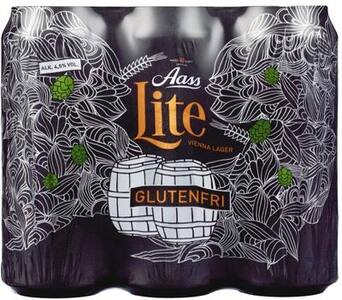 ALK. 4,5% VOL.
Aass
Lite
VIENNA LAGER
GLUTENFRI